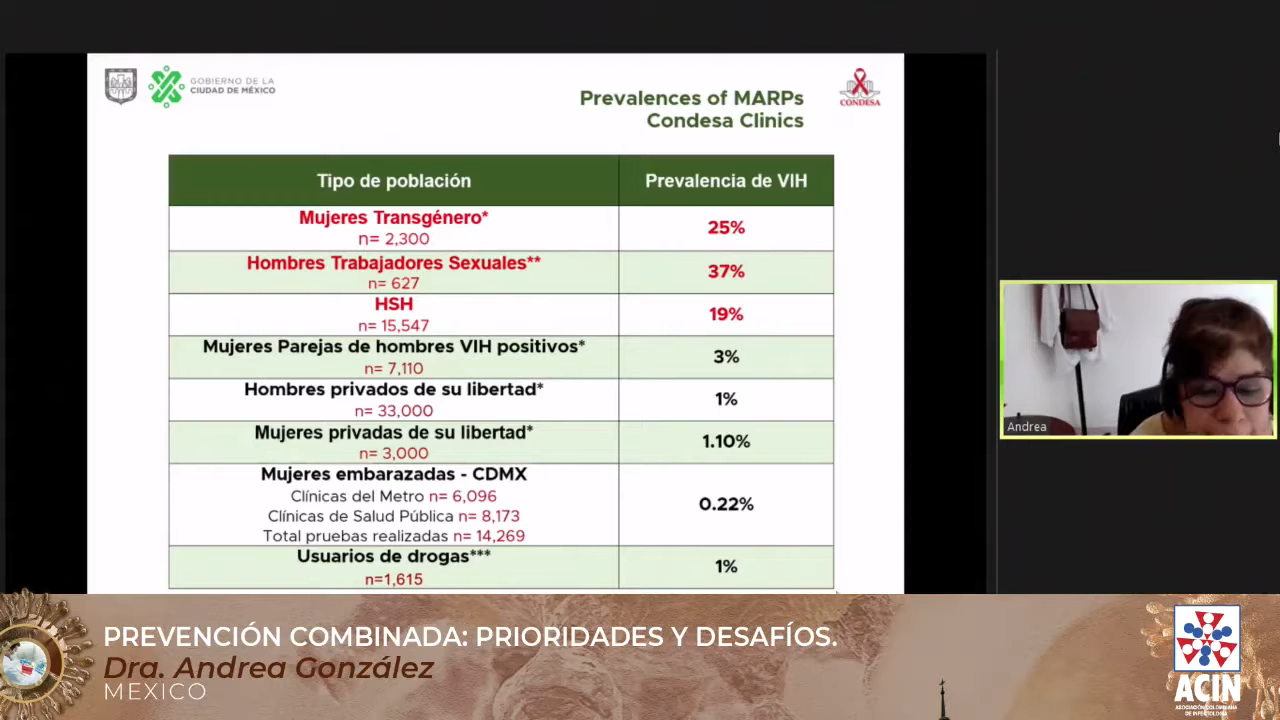 GOBIERNO DE LA
CIUDAD DE MÉXICO
Prevalences of MARPs
Condesa Clinics
CONDESA
Tipo de población
Prevalencia de VIH
Mujeres Transgénero*
n= 2,300
25%
Hombres Trabajadores Sexuales**
n= 627
37%
HSH
n= 15,547
19%
Mujeres Parejas de hombres VIH positivos*
n= 7,110
3%
Hombres privados de su libertad*
n= 33,000
1%
Mujeres privadas de su libertad*
n= 3,000
1.10%
Mujeres embarazadas - CDMX
Clínicas del Metro n= 6,096
Clínicas de Salud Pública n= 8,173
Total pruebas realizadas n= 14,269
0.22%
Usuarios de drogas***
n=1,615
1%
Andrea
PREVENCIÓN COMBINADA: PRIORIDADES Y DESAFÍOS.
Dra. Andrea González
MEXICO
ACIN
ASOCIACIÓN COLOMBIANA
DE INFECTOLOGÍA